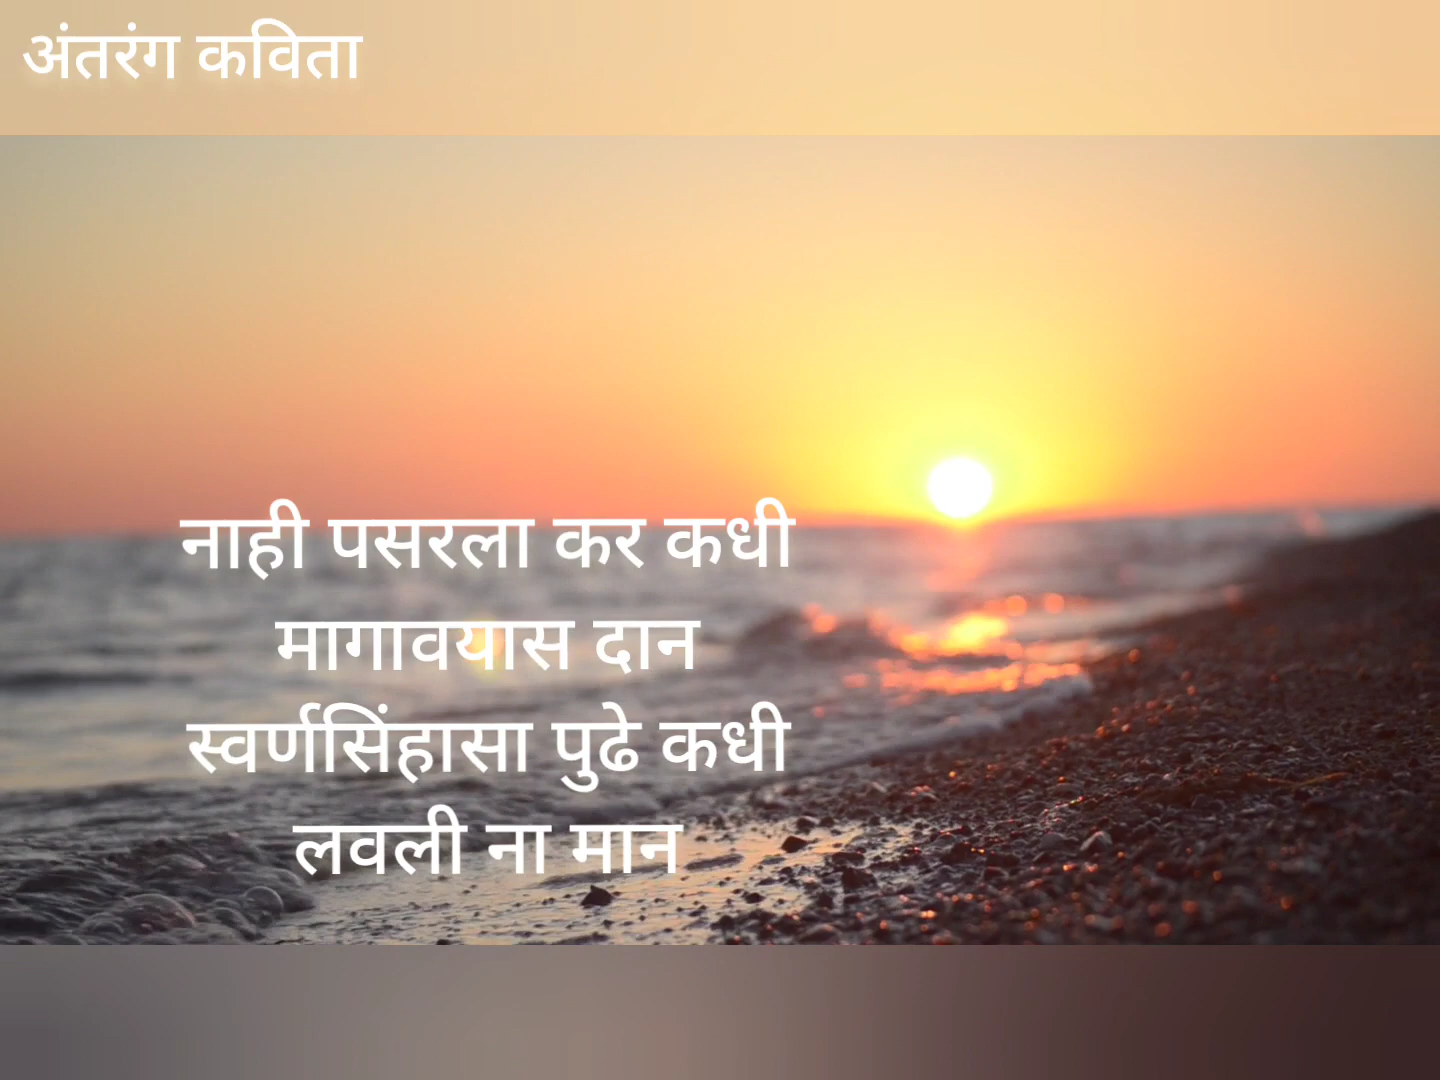 अंतरंग कविता
नाही पसरला कर कधी
मागावयास दान
स्वर्णसिंहासा पुढे कधी
लवली ना मान